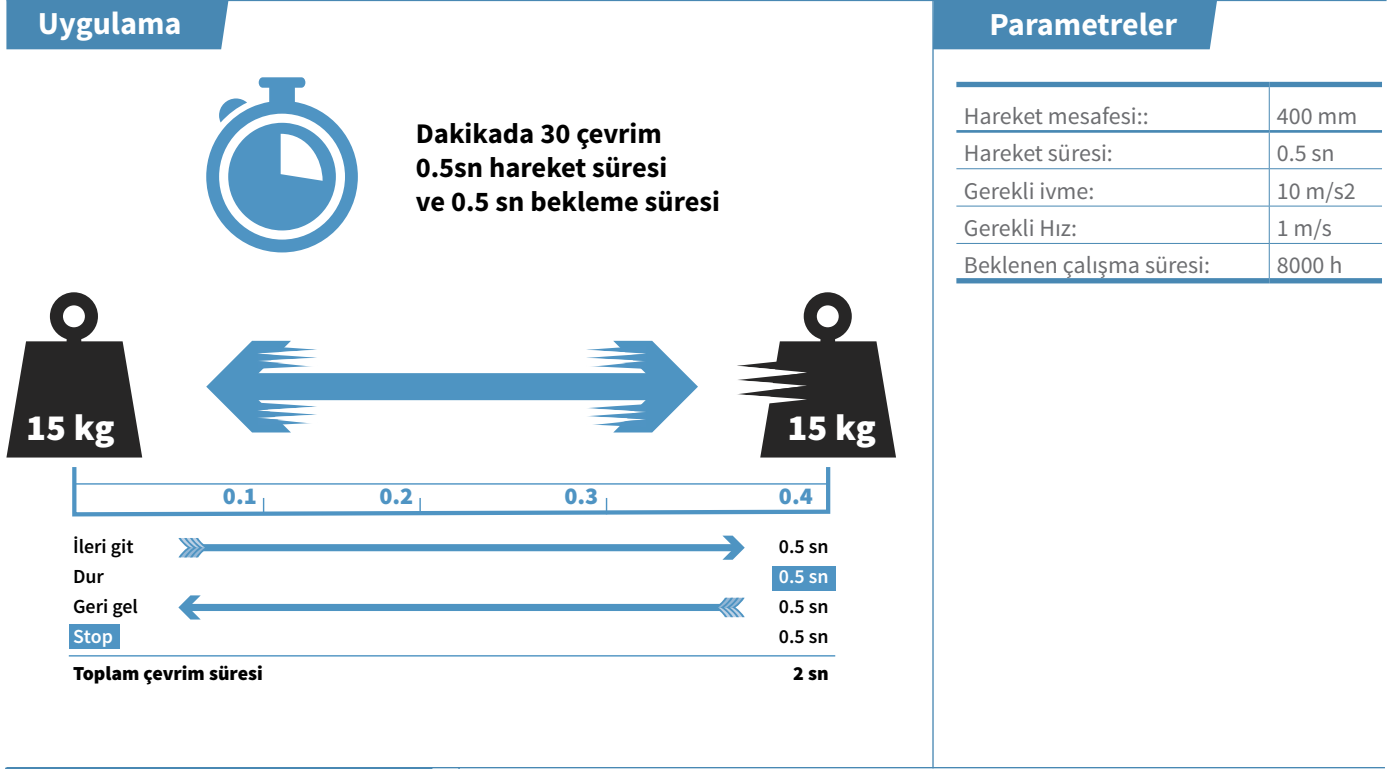 Uygulama
Dakikada 30 çevrim
0.5sn hareket süresi
ve 0.5 sn bekleme süresi
15 kg
15 kg
0.1 0.2 0.3 0.4
İleri git 0.5 sn
Dur 0.5 sn
Geri gel 0.5 sn
Stop 0.5 sn
Toplam çevrim süresi 2 sn
Parametreler
Hareket mesafesi:: 400 mm
Hareket süresi: 0.5 sn
Gerekli ivme: 10 m/s2
Gerekli Hız: 1 m/s
Beklenen çalışma süresi: 8000 h